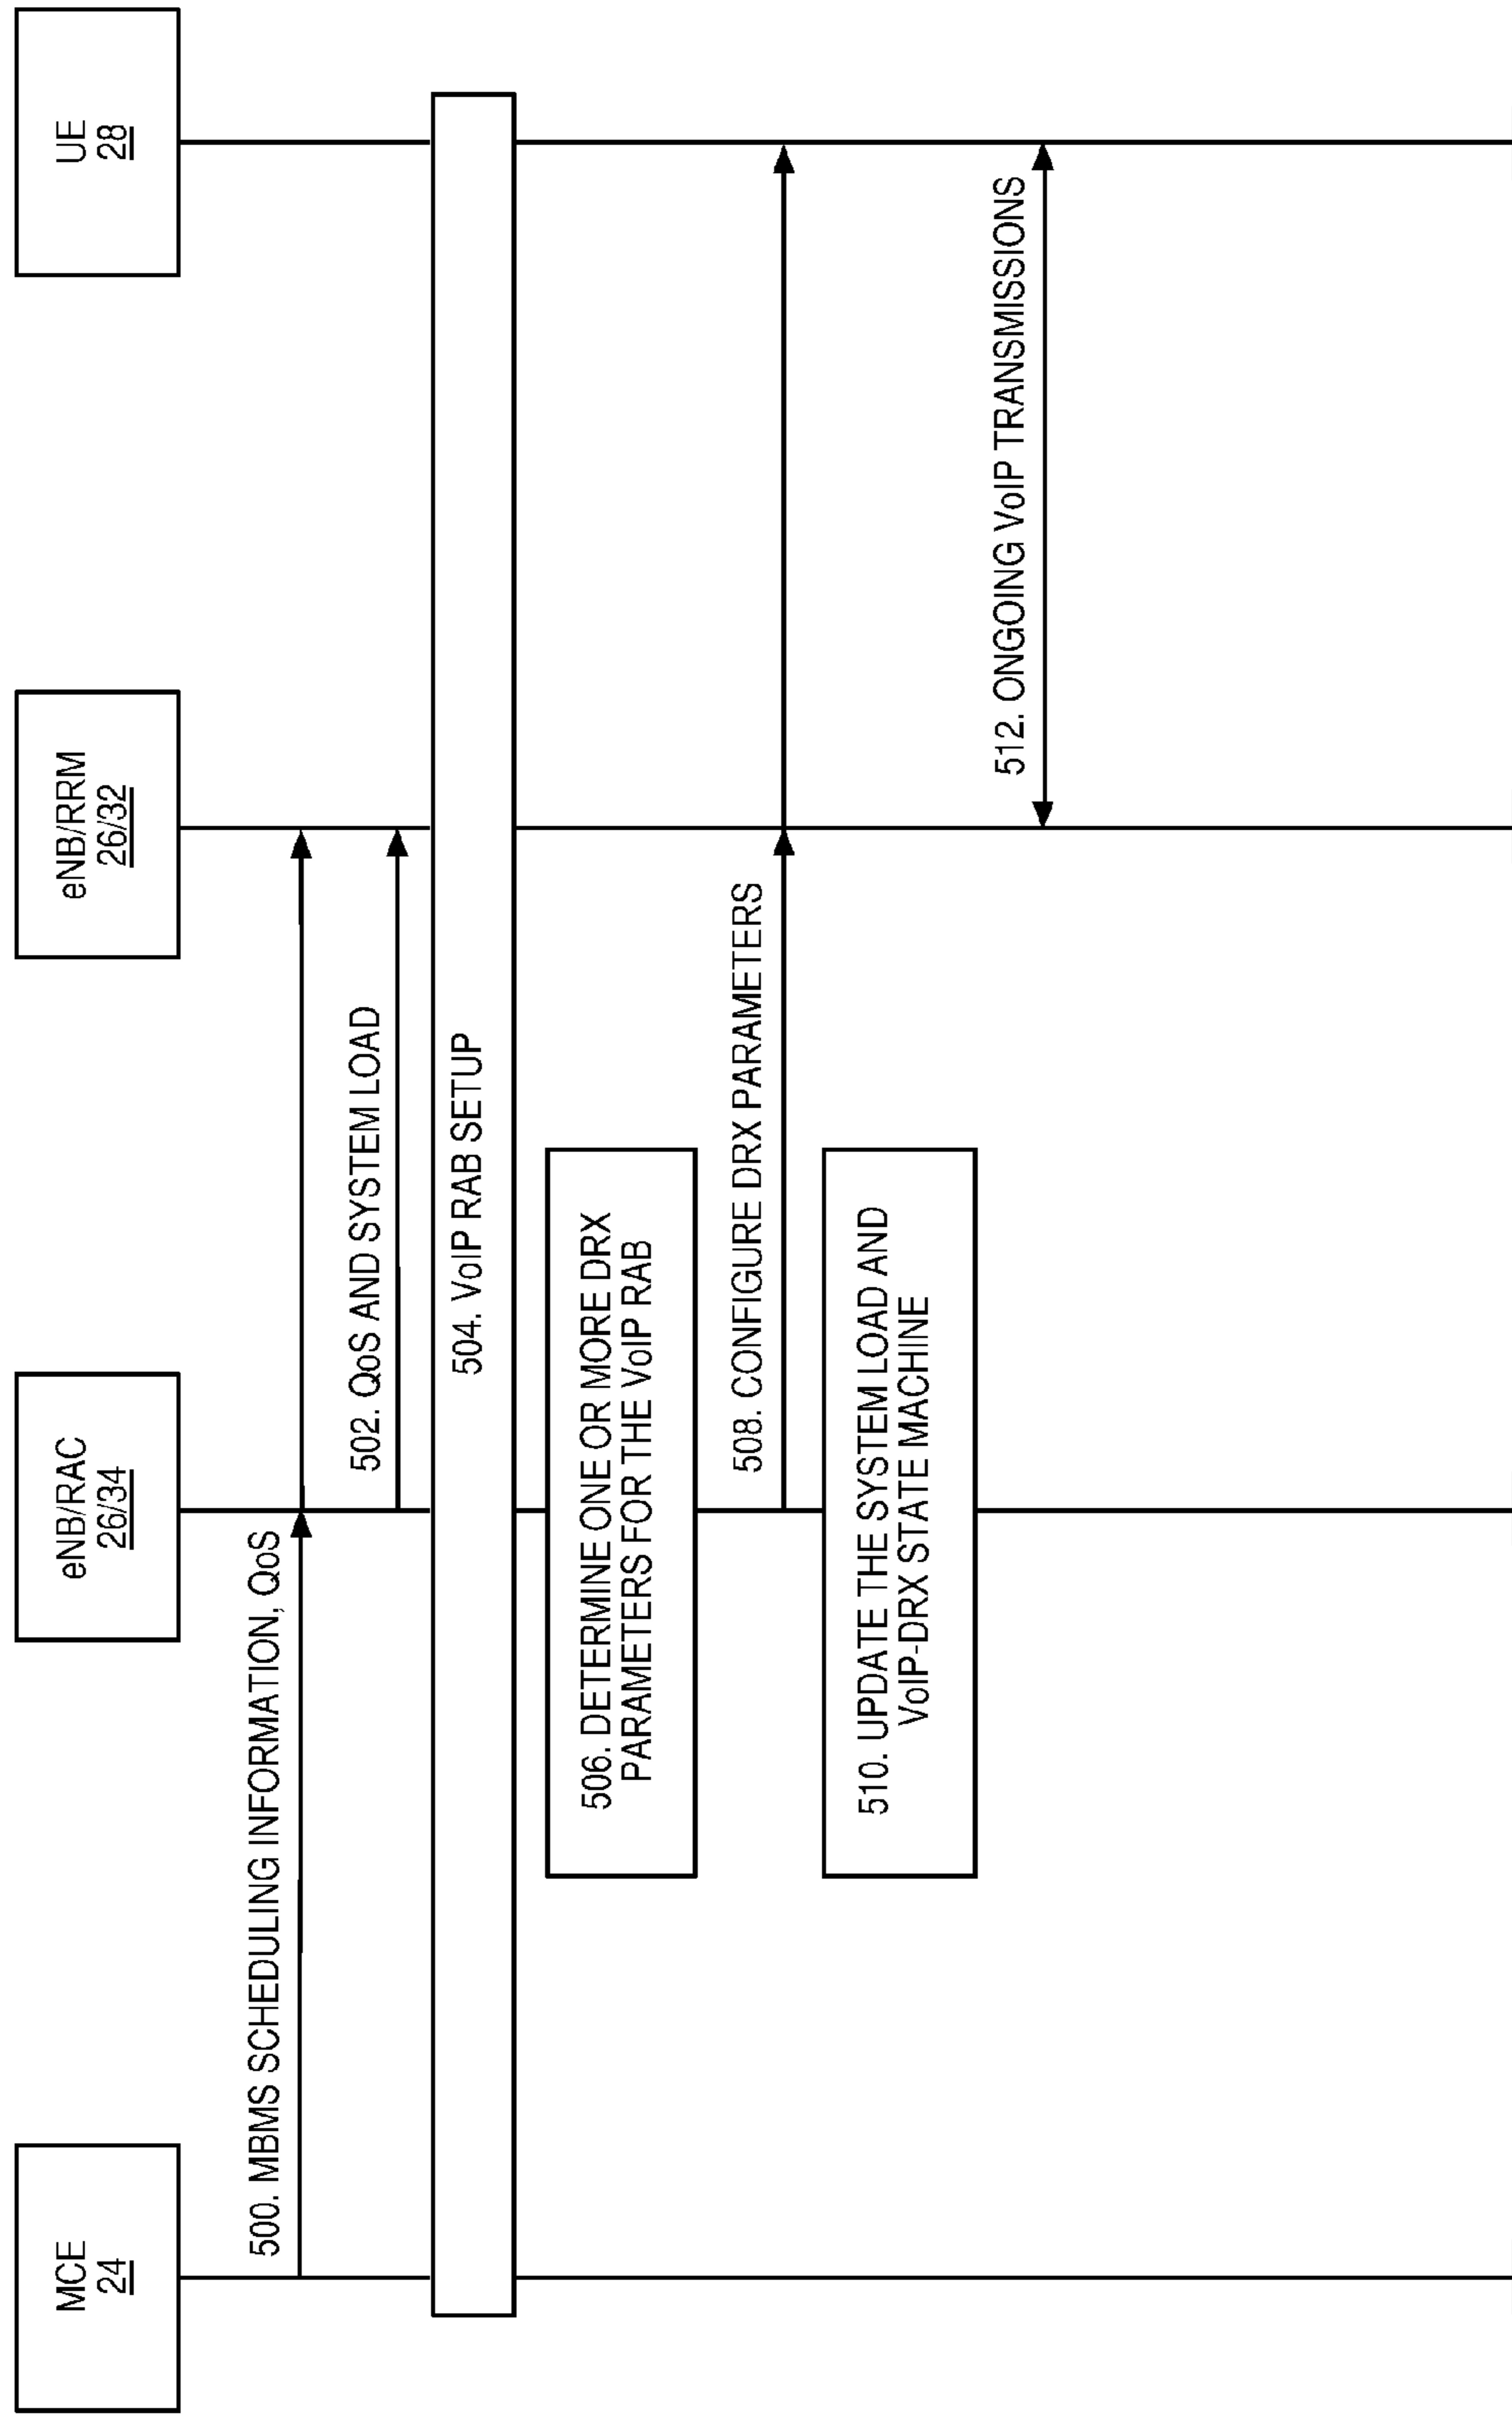 MCE
24
eNB/RAC
26/34
eNB/RRM
26/32
UE
28
500. MBMS SCHEDULING INFORMATION, QoS
502. QoS AND SYSTEM LOAD
504. VoIP RAB SETUP
506. DETERMINE ONE OR MORE DRX
PARAMETERS FOR THE VoIP RAB
508. CONFIGURE DRX PARAMETERS
510. UPDATE THE SYSTEM LOAD AND
VoIP-DRX STATE MACHINE
512. ONGOING VoIP TRANSMISSIONS